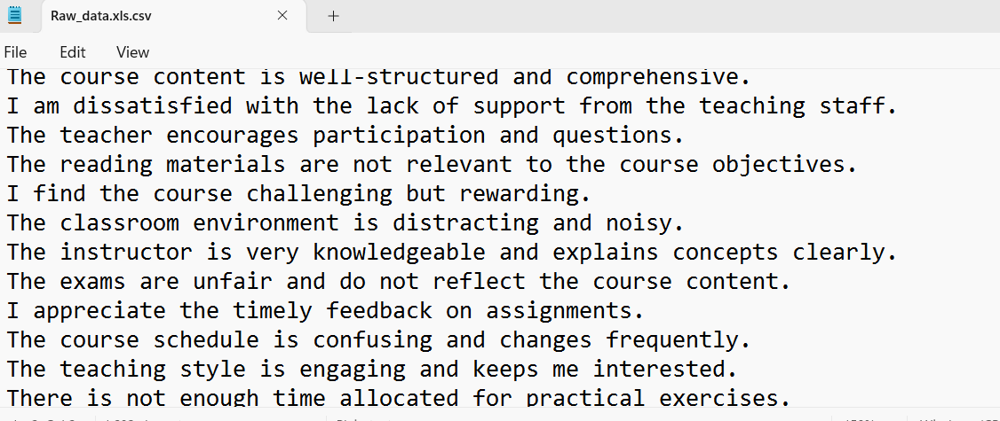 Raw_data.xls.csv
File Edit View
The course content is well-structured and comprehensive.
I am dissatisfied with the lack of support from the teaching staff.
The teacher encourages participation and questions.
The reading materials are not relevant to the course objectives.
I find the course challenging but rewarding.
The classroom environment is distracting and noisy.
The instructor is very knowledgeable and explains concepts clearly.
The exams are unfair and do not reflect the course content.
I appreciate the timely feedback on assignments.
The course schedule is confusing and changes frequently.
The teaching style is engaging and keeps me interested.
There is not enough time allocated for practical exercises.